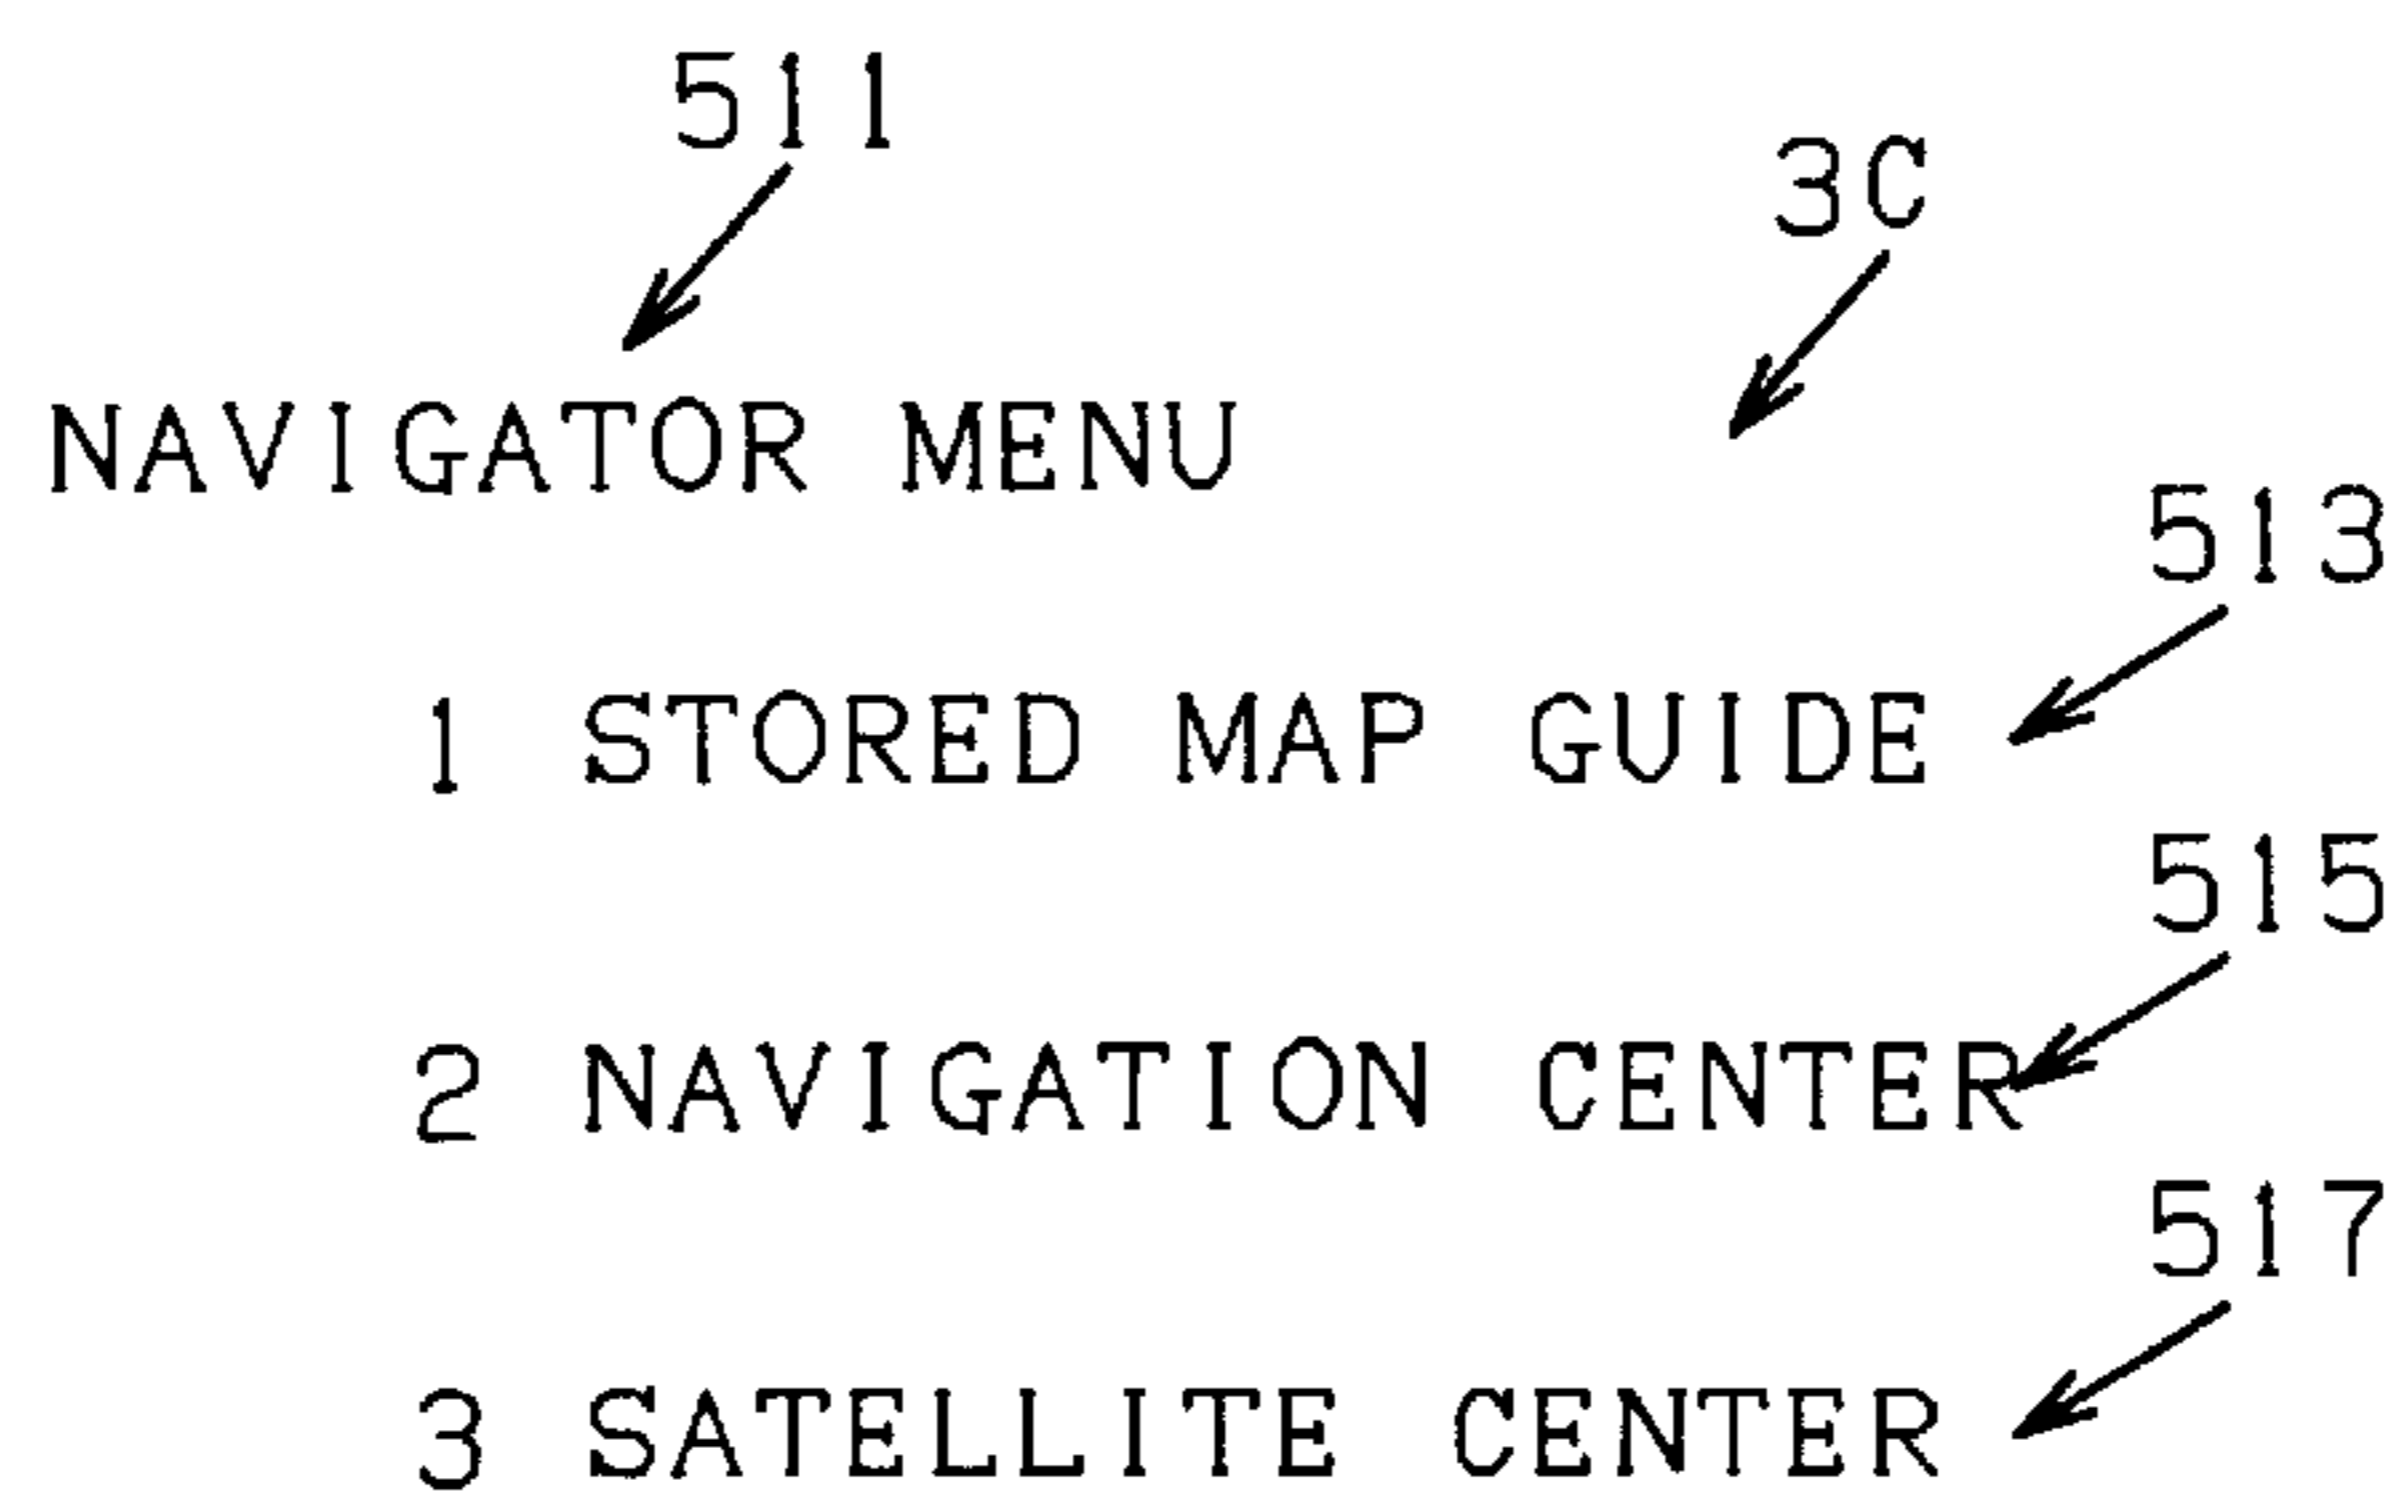 511
3C
NAVIGATOR MENU
513
1 STORED MAP GUIDE
515
2 NAVIGATION CENTER
517
3 SATELLITE CENTER